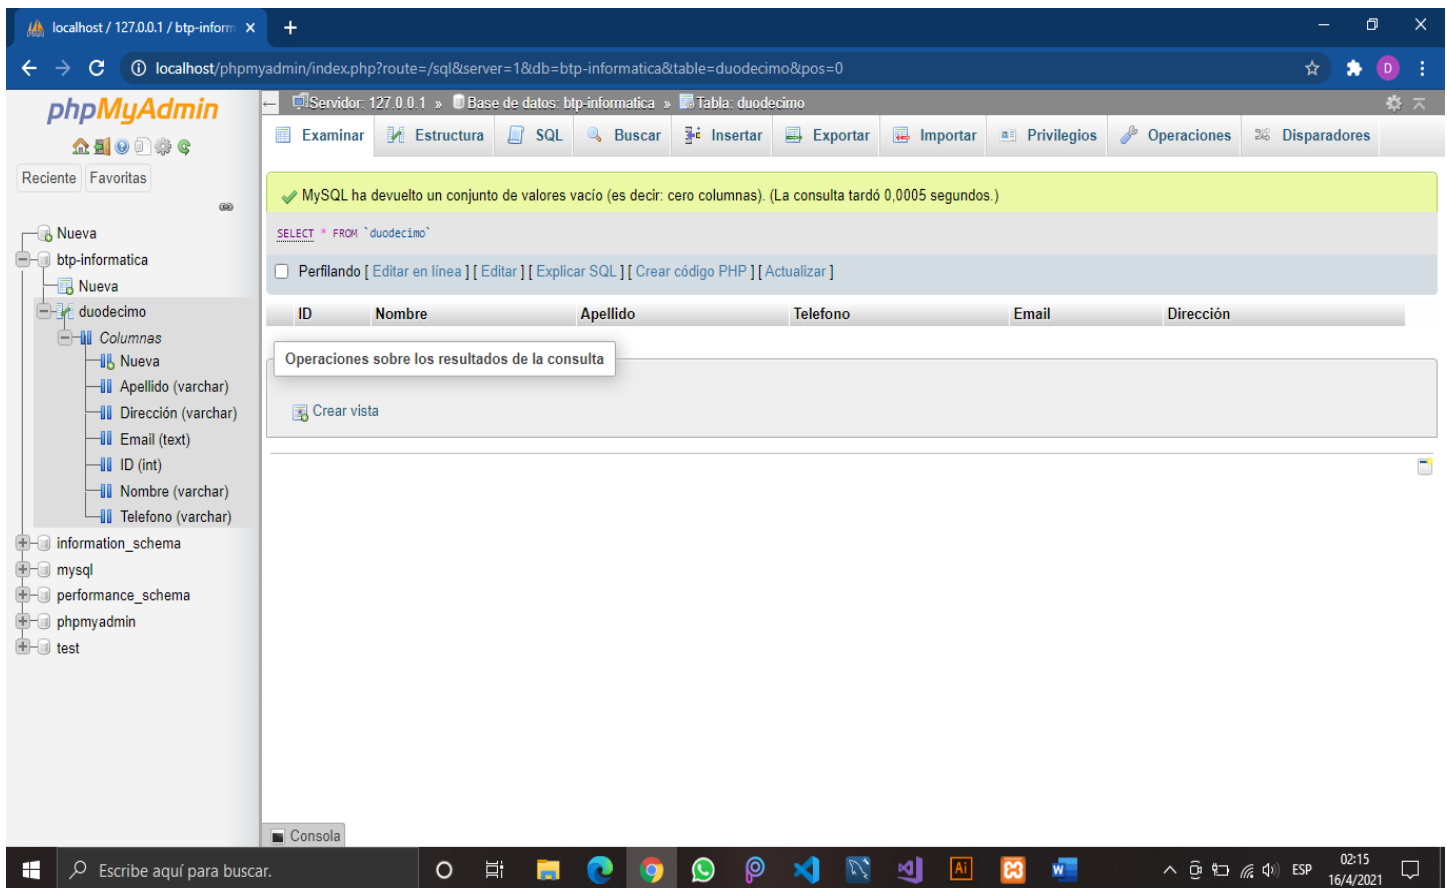 localhost / 127.0.0.1 / btp-inform
localhost/phpmyadmin/index.php?route=/sql&server=1&db=btp-informatica&table=duodecimo&pos=0
D
phpMyAdmin
Reciente Favoritas
Nueva
btp-informatica
Nueva
duodecimo
Columnas
Nueva
Apellido (varchar)
Dirección (varchar)
Email (text)
ID (int)
Nombre (varchar)
Telefono (varchar)
information_schema
mysql
performance_schema
phpmyadmin
test
Servidor: 127.0.0.1 » Base de datos: btp-informatica » Tabla: duodecimo
Examinar Estructura SQL Buscar Insertar Exportar Importar Privilegios Operaciones Disparadores
MySQL ha devuelto un conjunto de valores vacío (es decir: cero columnas). (La consulta tardó 0,0005 segundos.)
SELECT * FROM `duodecimo`
Perfilando [ Editar en línea ] [ Editar ] [ Explicar SQL ] [ Crear código PHP ] [ Actualizar ]
ID Nombre Apellido Telefono Email Dirección
Operaciones sobre los resultados de la consulta
Crear vista
Consola
Escribe aquí para buscar.
Ai
W
ESP
02:15
16/4/2021